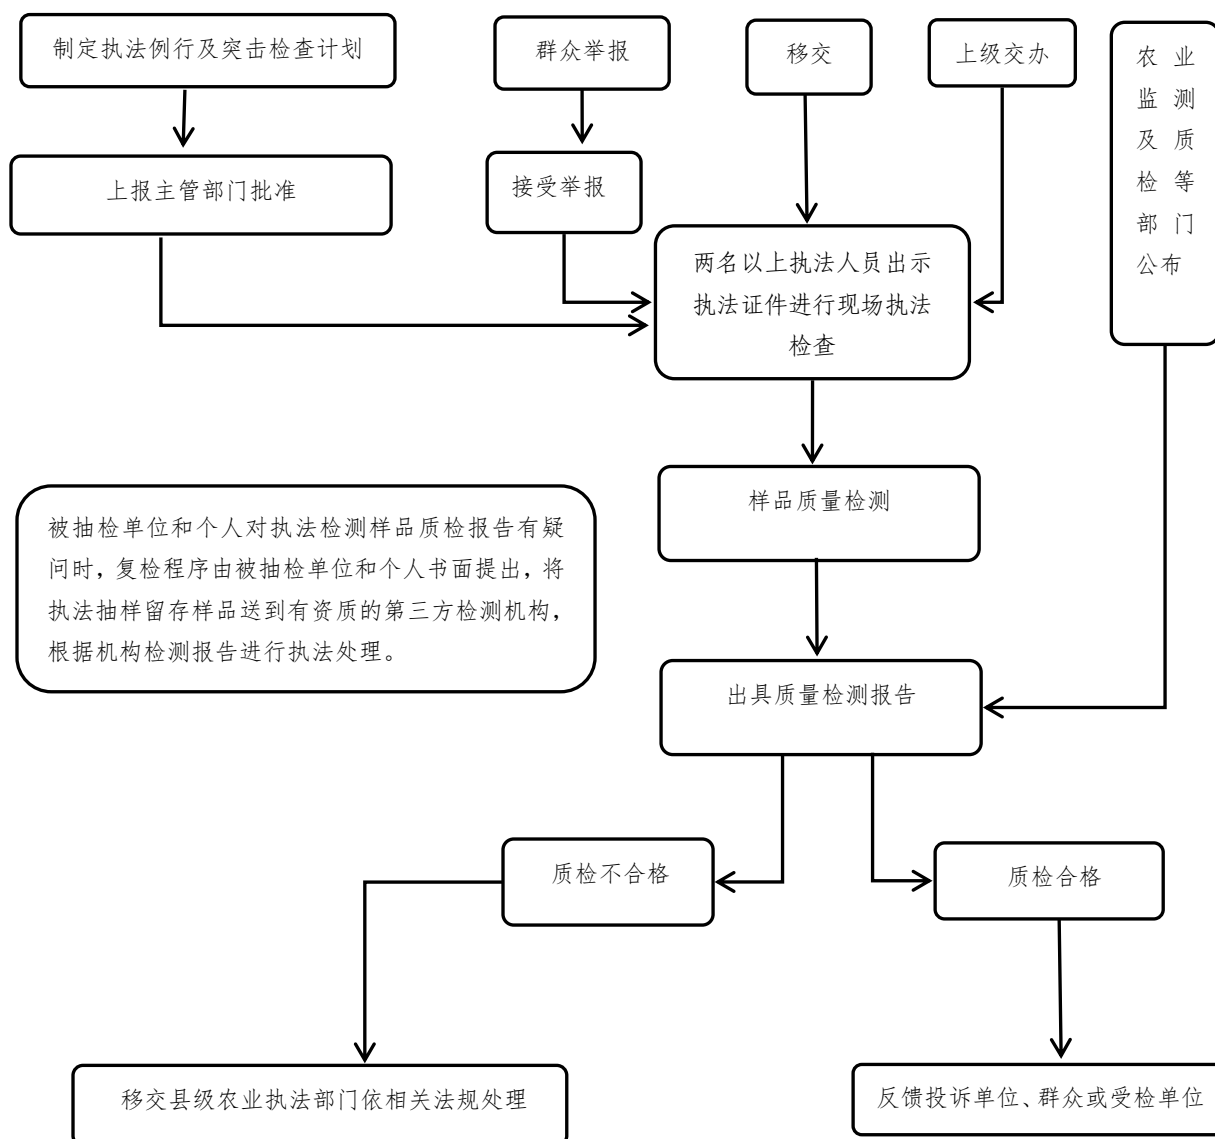 制定执法例行及突击检查计划
群众举报
移交
上级交办
农业
监测
及质
检等
部门
公布
上报主管部门批准
接受举报
两名以上执法人员出示
执法证件进行现场执法
检查
样品质量检测
被抽检单位和个人对执法检测样品质检报告有疑
问时，复检程序由被抽检单位和个人书面提出，将
执法抽样留存样品送到有资质的第三方检测机构，
根据机构检测报告进行执法处理。
出具质量检测报告
质检不合格
质检合格
移交县级农业执法部门依相关法规处理
反馈投诉单位、群众或受检单位